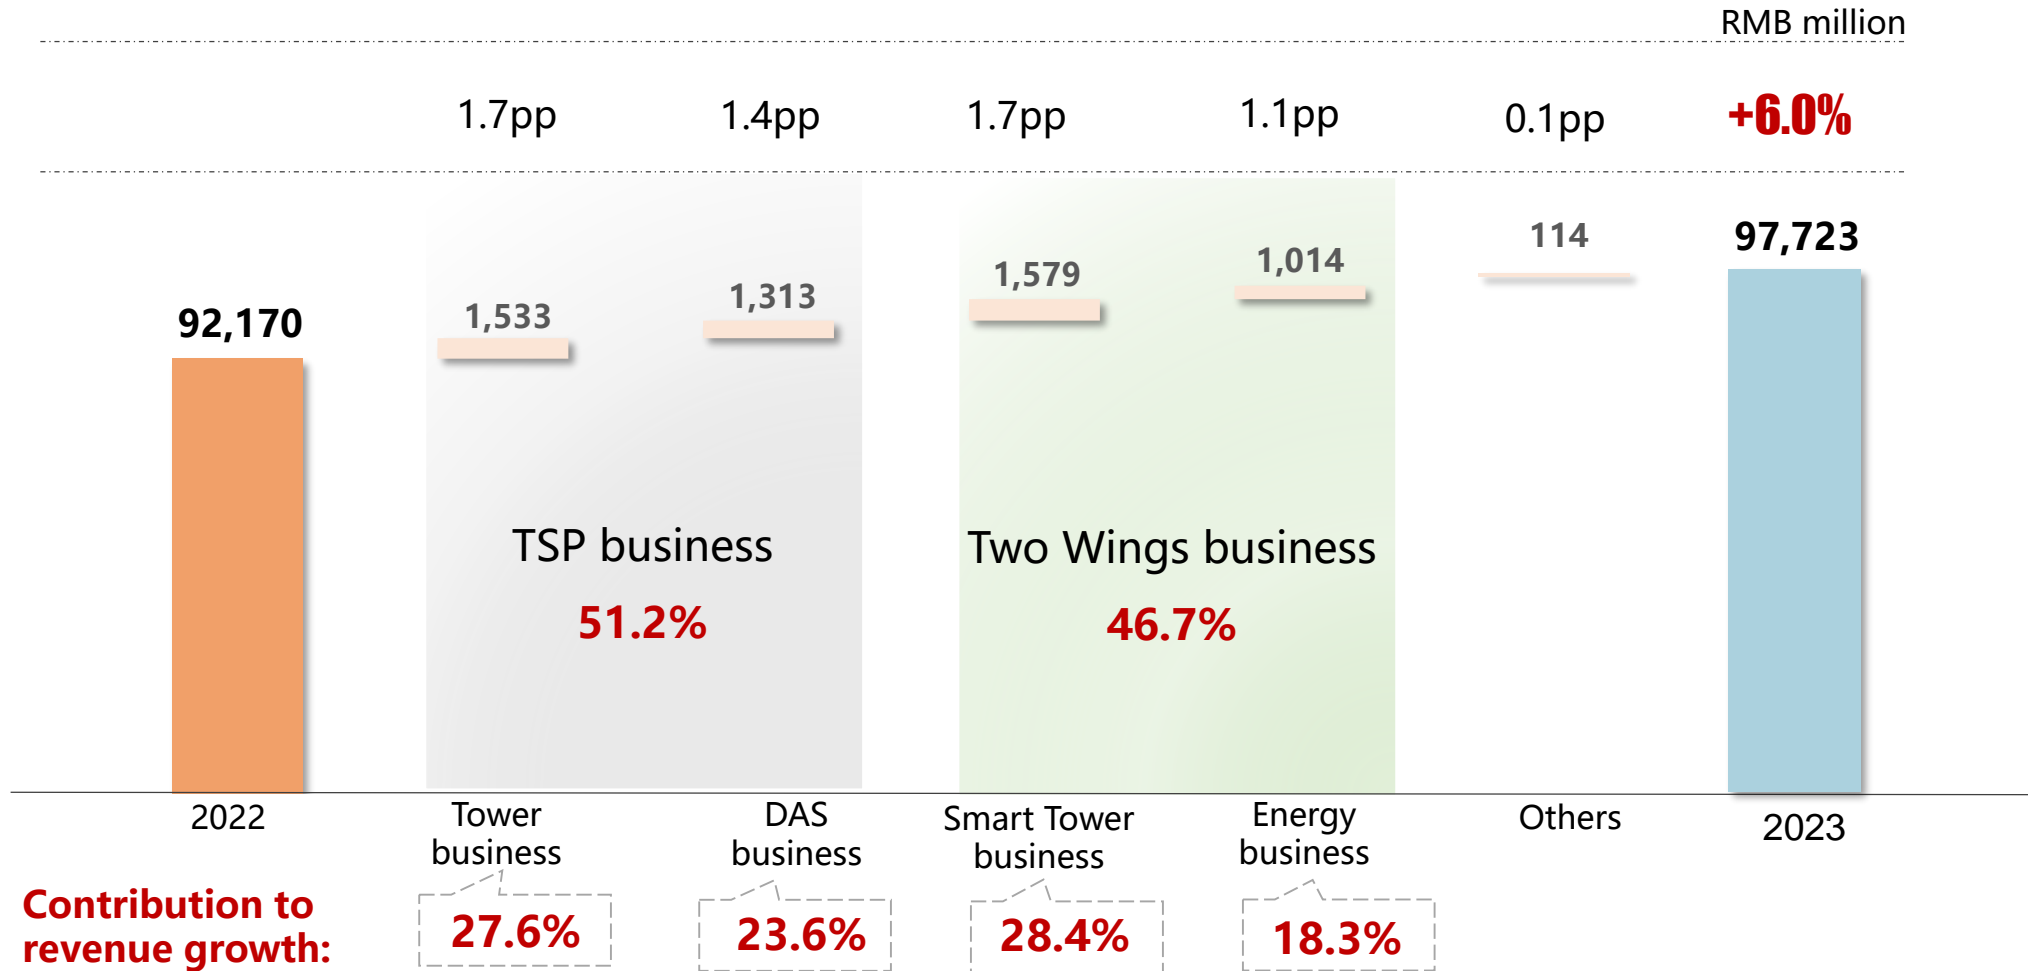 RMB million
1.7pp 1.4pp 1.7pp 1.1pp 0.1pp +6.0%
92,170
1,533
1,313
1,579
1,014
114
97,723
TSP business
51.2%
Two Wings business
46.7%
2022
Tower
business
DAS
business
Smart Tower
business
Energy
business
Others
2023
Contribution to
revenue growth:
27.6%
23.6%
28.4%
18.3%